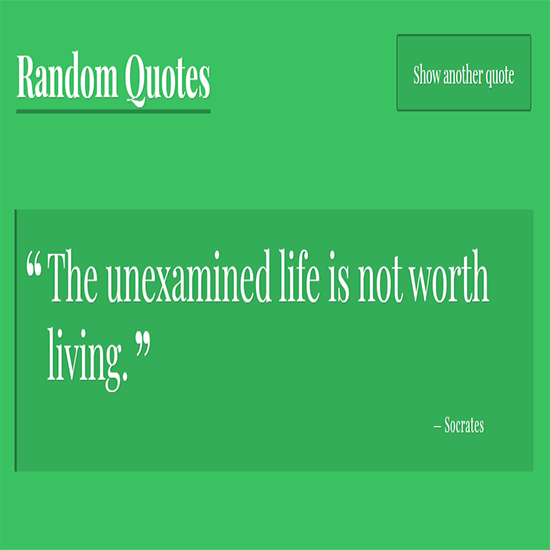 Random Quotes
Show another quote
“ The unexamined life is not worth
living. ”
– Socrates